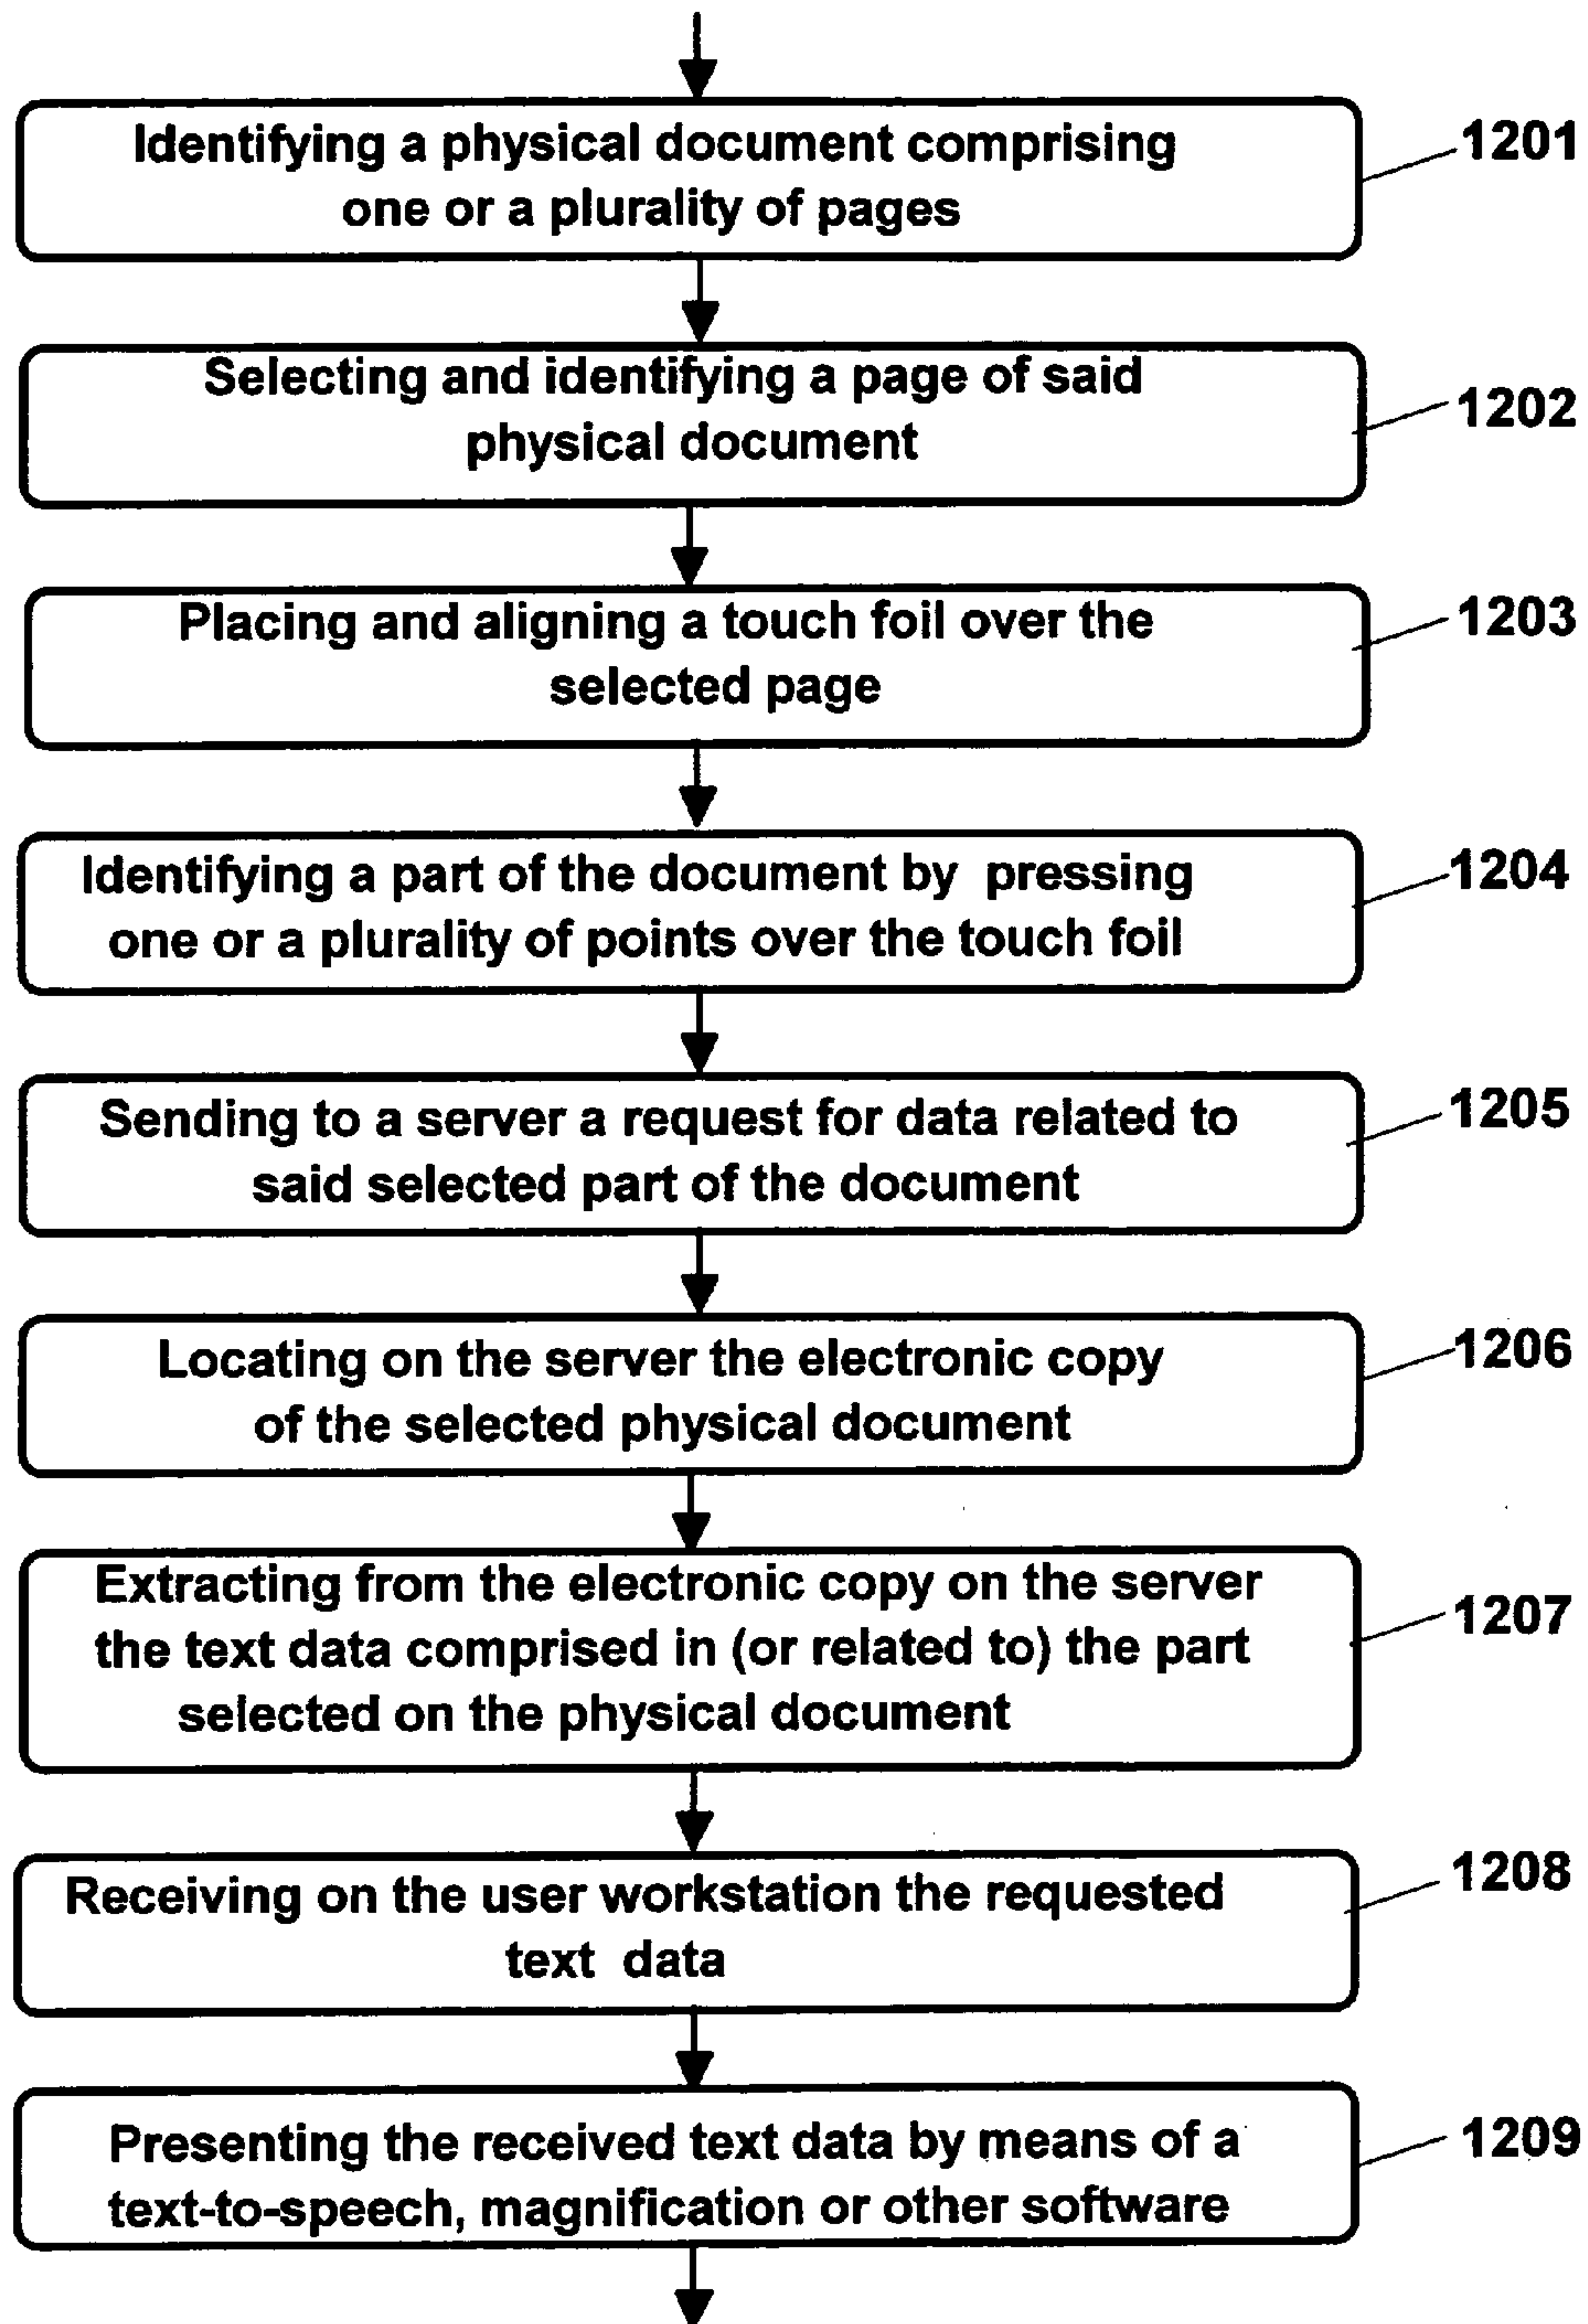 Identifying a physical document comprising
one or a plurality of pages
1201
Selecting and identifying a page of said
physical document
1202
Placing and aligning a touch foil over the
selected page
1203
Identifying a part of the document by pressing
one or a plurality of points over the touch foil
1204
Sending to a server a request for data related to
said selected part of the document
1205
Locating on the server the electronic copy
of the selected physical document
1206
Extracting from the electronic copy on the server
the text data comprised in (or related to) the part
selected on the physical document
1207
Receiving on the user workstation the requested
text data
1208
Presenting the received text data by means of a
text-to-speech, magnification or other software
1209